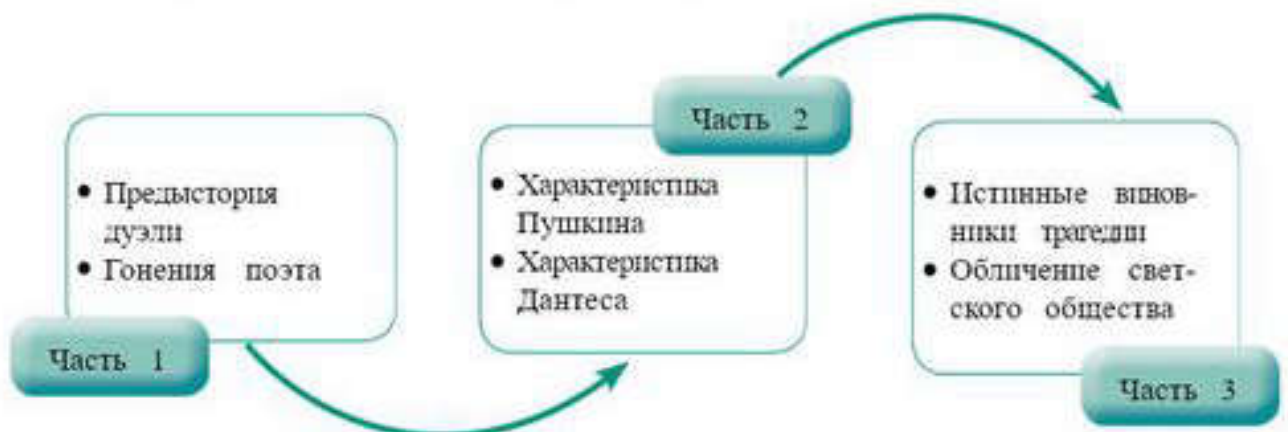 • Предыстория
дуэли
• Гонения поэта
Часть 1
Часть 2
• Характеристика
Пушкина
• Характеристика
Дантеса
• Истинные винов-
ники трагедии
• Обличение свет-
ского общества
Часть 3